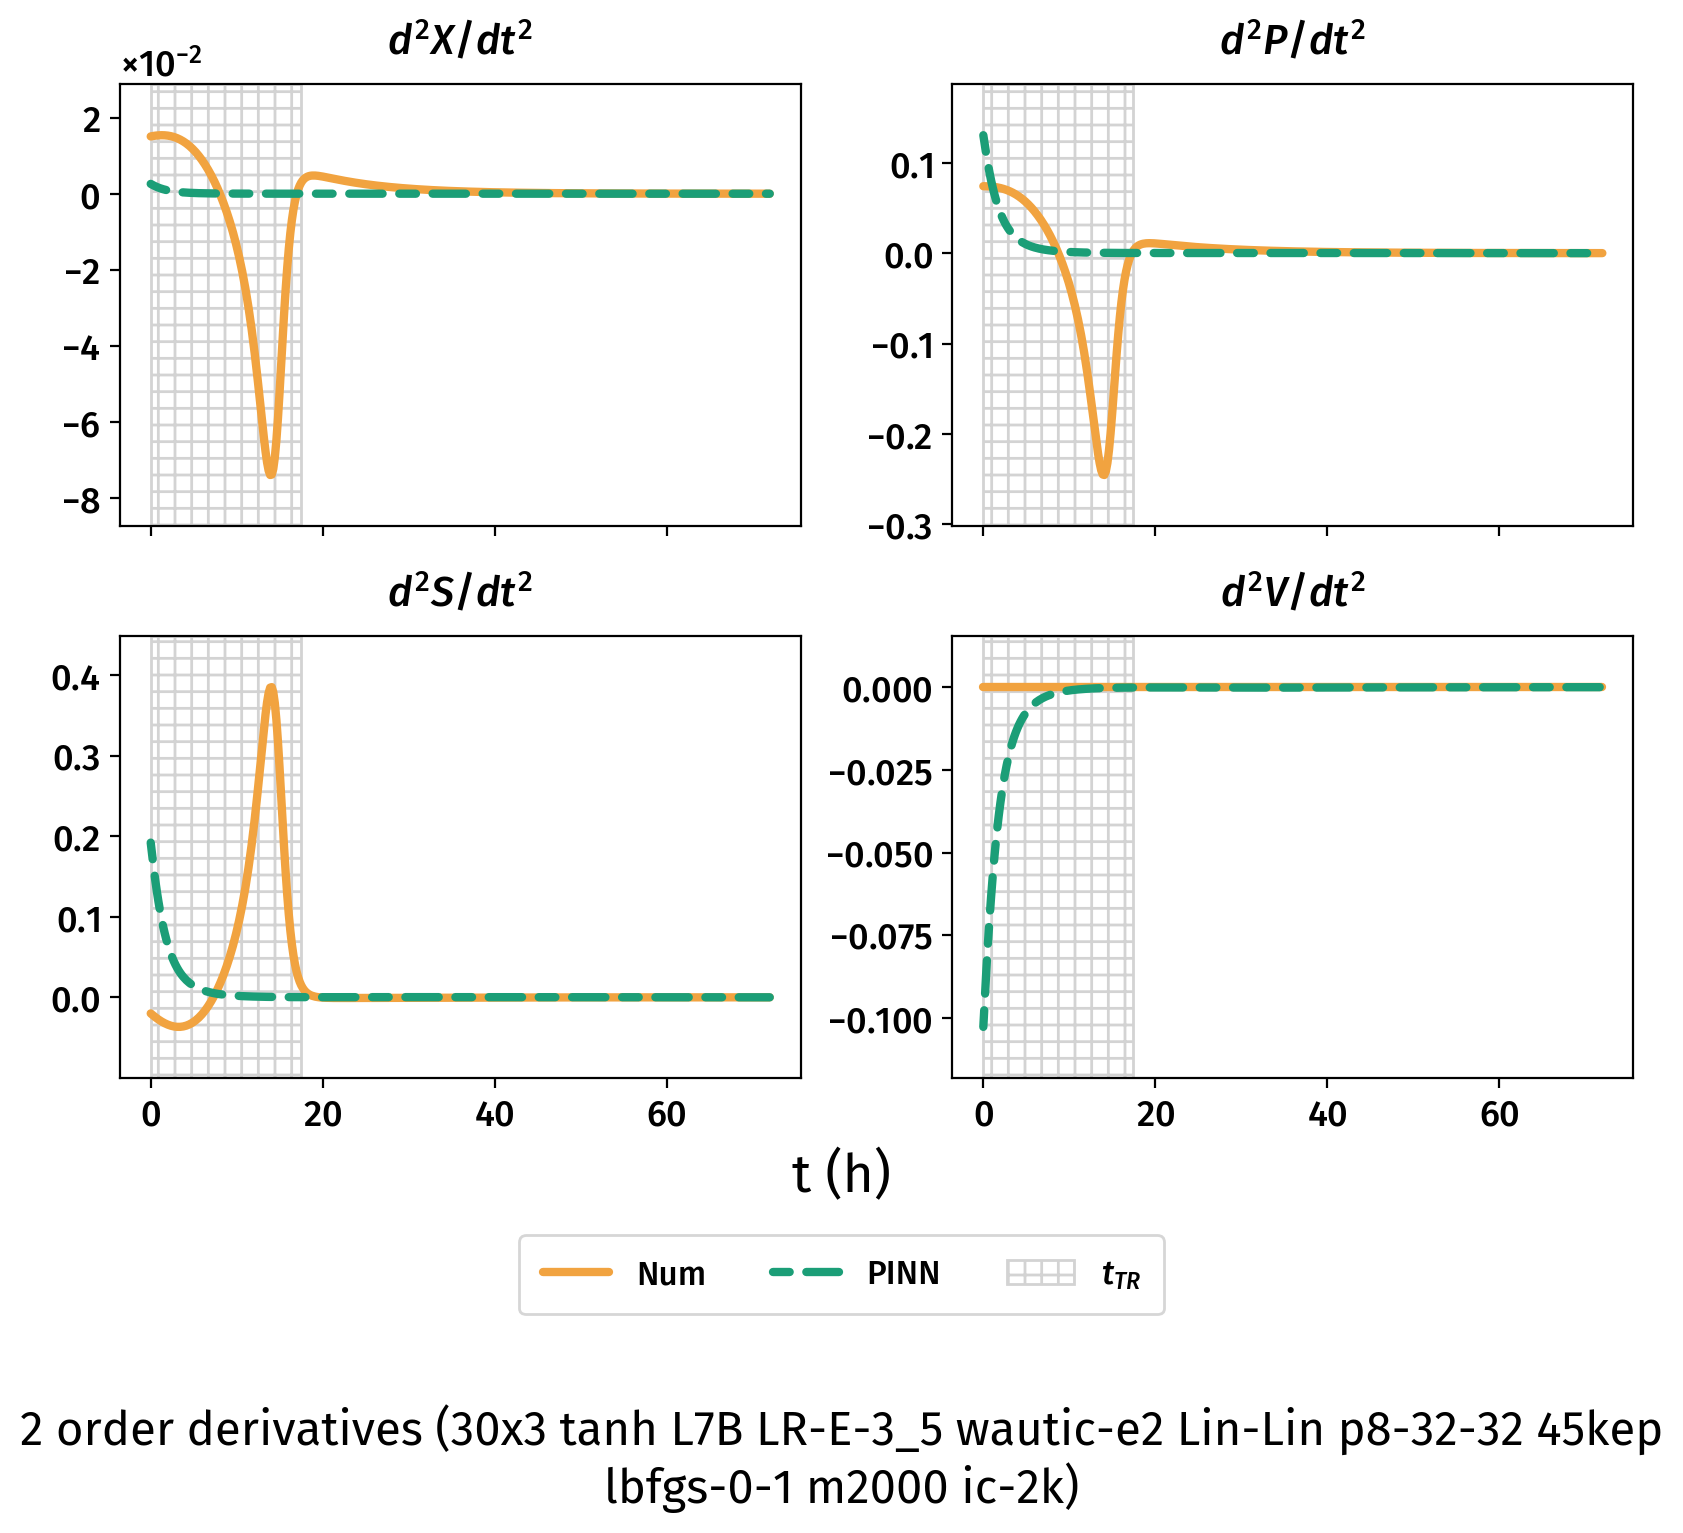 d²X/dt²
×10⁻²
2
0
−2
−4
−6
−8
d²P/dt²
0.1
0.0
−0.1
−0.2
−0.3
d²S/dt²
0.4
0.3
0.2
0.1
0.0
0 20 40 60
d²V/dt²
0.000
−0.025
−0.050
−0.075
−0.100
0 20 40 60
t (h)
Num PINN t_TR
2 order derivatives (30x3 tanh L7B LR-E-3_5 wautic-e2 Lin-Lin p8-32-32 45kep
lbfgs-0-1 m2000 ic-2k)